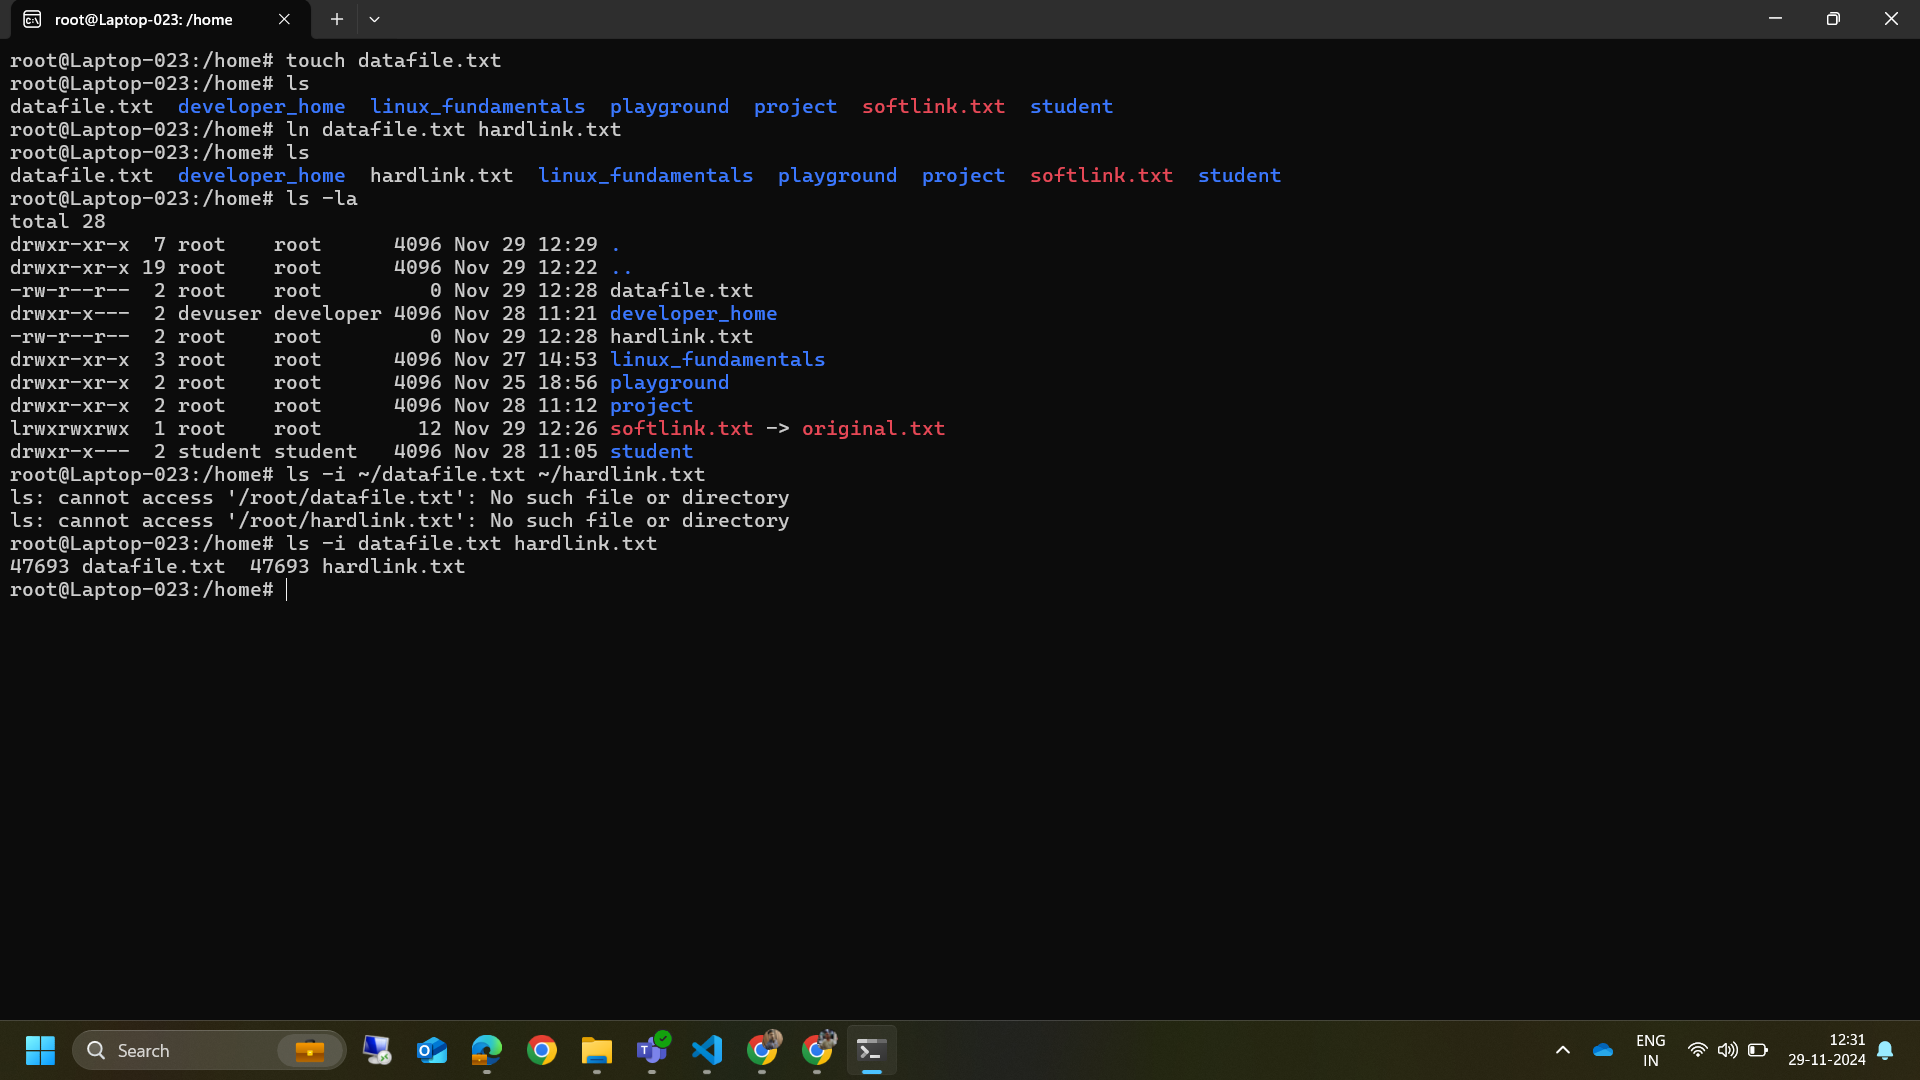 root@Laptop-023: /home
root@Laptop-023:/home# touch datafile.txt
root@Laptop-023:/home# ls
datafile.txt  developer_home  linux_fundamentals  playground  project  softlink.txt  student
root@Laptop-023:/home# ln datafile.txt hardlink.txt
root@Laptop-023:/home# ls
datafile.txt  developer_home  hardlink.txt  linux_fundamentals  playground  project  softlink.txt  student
root@Laptop-023:/home# ls -la
total 28
drwxr-xr-x  7 root    root      4096 Nov 29 12:29 .
drwxr-xr-x 19 root    root      4096 Nov 29 12:22 ..
-rw-r--r--  2 root    root         0 Nov 29 12:28 datafile.txt
drwxr-x---  2 devuser developer 4096 Nov 28 11:21 developer_home
-rw-r--r--  2 root    root         0 Nov 29 12:28 hardlink.txt
drwxr-xr-x  3 root    root      4096 Nov 27 14:53 linux_fundamentals
drwxr-xr-x  2 root    root      4096 Nov 25 18:56 playground
drwxr-xr-x  2 root    root      4096 Nov 28 11:12 project
lrwxrwxrwx  1 root    root        12 Nov 29 12:26 softlink.txt -> original.txt
drwxr-x---  2 student student   4096 Nov 28 11:05 student
root@Laptop-023:/home# ls -i ~/datafile.txt ~/hardlink.txt
ls: cannot access '/root/datafile.txt': No such file or directory
ls: cannot access '/root/hardlink.txt': No such file or directory
root@Laptop-023:/home# ls -i datafile.txt hardlink.txt
47693 datafile.txt  47693 hardlink.txt
root@Laptop-023:/home#
Search
ENG
IN
12:31
29-11-2024